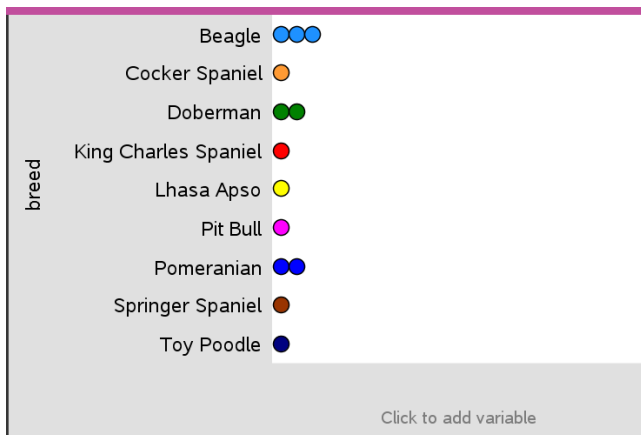 breed
Beagle
Cocker Spaniel
Doberman
King Charles Spaniel
Lhasa Apso
Pit Bull
Pomeranian
Springer Spaniel
Toy Poodle
Click to add variable